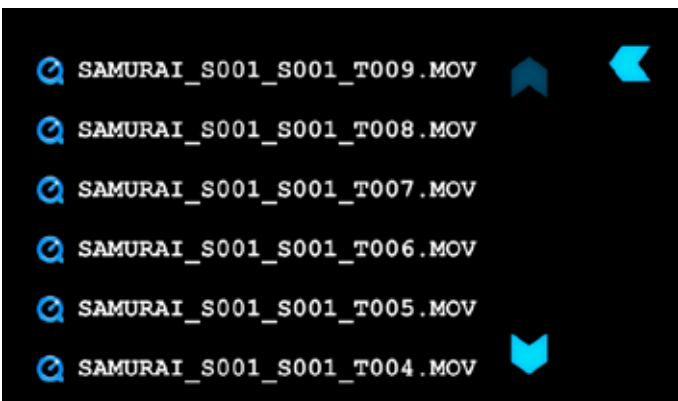 SAMURAI_S001_S001_T009.MOV
SAMURAI_S001_S001_T008.MOV
SAMURAI_S001_S001_T007.MOV
SAMURAI_S001_S001_T006.MOV
SAMURAI_S001_S001_T005.MOV
SAMURAI_S001_S001_T004.MOV